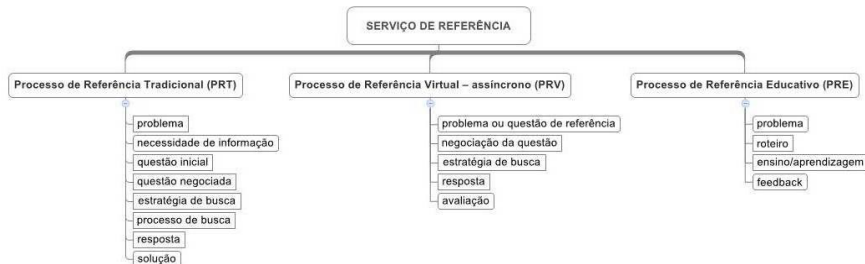 SERVIÇO DE REFERÊNCIA
Processo de Referência Tradicional (PRT)
problema
necessidade de informação
questão inicial
questão negociada
estratégia de busca
processo de busca
resposta
solução
Processo de Referência Virtual – assíncrono (PRV)
problema ou questão de referência
negociação da questão
estratégia de busca
resposta
avaliação
Processo de Referência Educativo (PRE)
problema
roteiro
ensino/aprendizagem
feedback